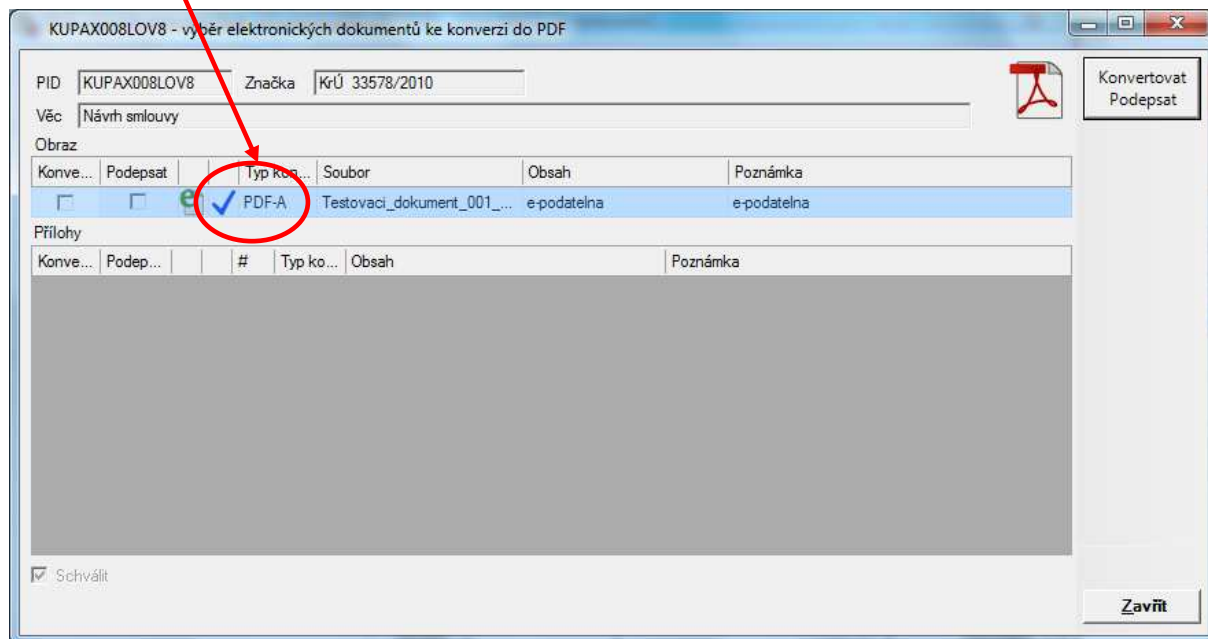 KUPAX008LOV8 - výběr elektronických dokumentů ke konverzi do PDF
PID KUPAX008LOV8 Značka KrÚ 33578/2010
Věc Návrh smlouvy
Konvertovat
Podepsat
Obraz
Konve... Podepsat Typ kon... Soubor Obsah Poznámka
PDF-A Testovaci_dokument_001_... e-podatelna e-podatelna
Přílohy
Konve... Podep... # Typ ko... Obsah Poznámka
Schválit
Zavřít